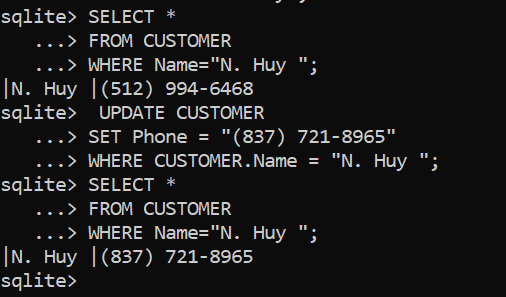 sqlite> SELECT *
   ...> FROM CUSTOMER
   ...> WHERE Name="N. Huy ";
|N. Huy |(512) 994-6468
sqlite>  UPDATE CUSTOMER
   ...> SET Phone = "(837) 721-8965"
   ...> WHERE CUSTOMER.Name = "N. Huy ";
sqlite> SELECT *
   ...> FROM CUSTOMER
   ...> WHERE Name="N. Huy ";
|N. Huy |(837) 721-8965
sqlite>